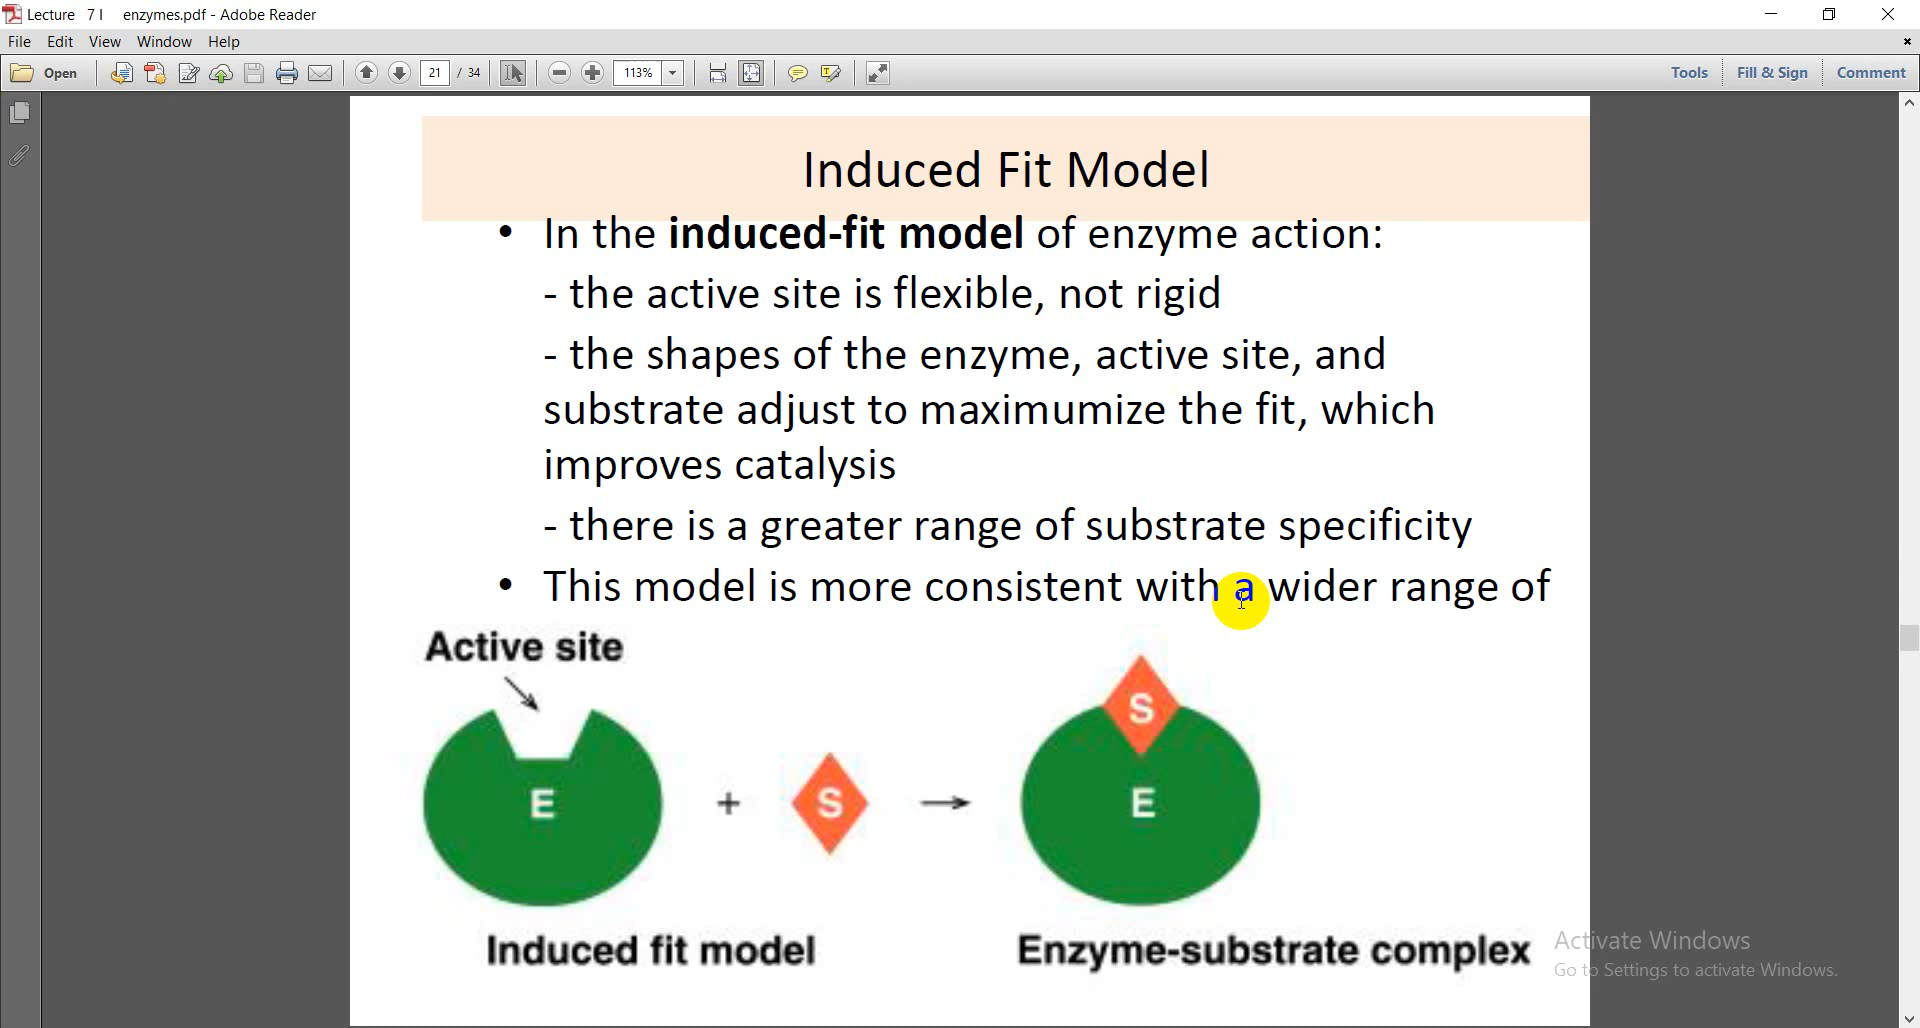 Lecture 7 I enzymes.pdf - Adobe Reader
File Edit View Window Help
Open 21 / 34 113% Tools Fill & Sign Comment
Induced Fit Model
• In the induced-fit model of enzyme action:
- the active site is flexible, not rigid
- the shapes of the enzyme, active site, and
substrate adjust to maximumize the fit, which
improves catalysis
- there is a greater range of substrate specificity
• This model is more consistent with a wider range of
Active site
E + S → S E
Induced fit model
Enzyme-substrate complex
Activate Windows
Go to Settings to activate Windows.